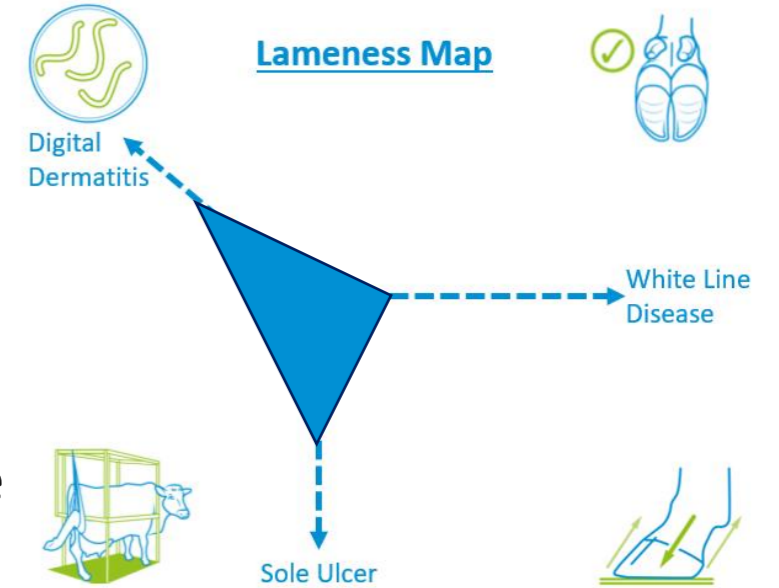 Lameness Map
Digital
Dermatitis
White Line
Disease
e
Sole Ulcer